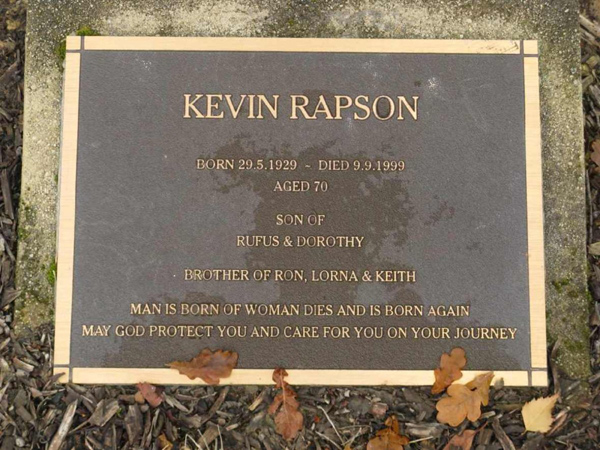 KEVIN RAPSON
BORN 29.5.1929 - DIED 9.9.1999
AGED 70
SON OF
RUFUS & DOROTHY
BROTHER OF RON, LORNA & KEITH
MAN IS BORN OF WOMAN DIES AND IS BORN AGAIN
MAY GOD PROTECT YOU AND CARE FOR YOU ON YOUR JOURNEY